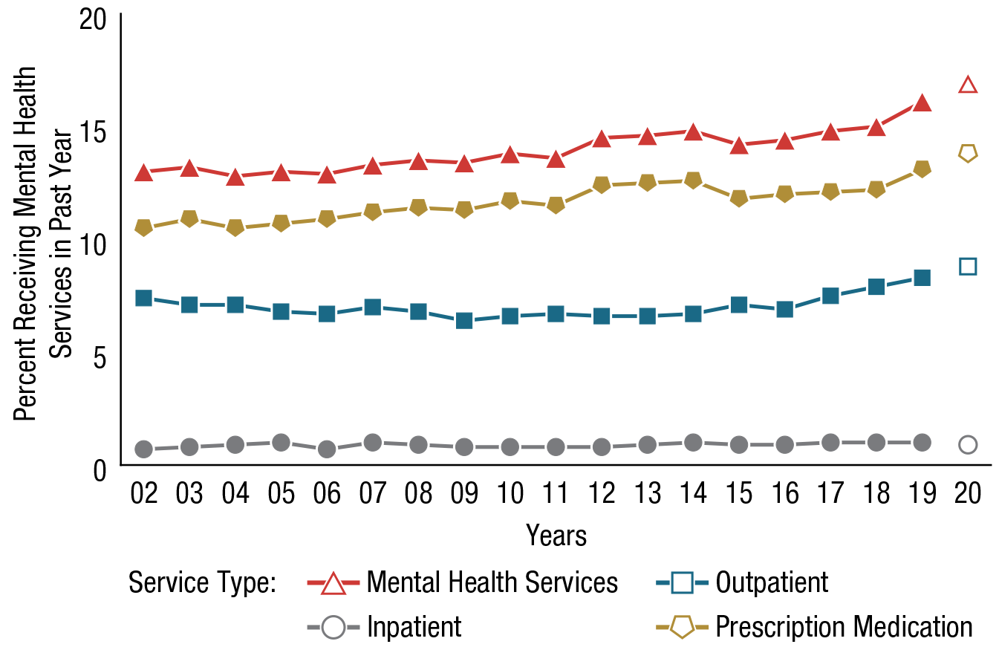 20
15
10
5
0
Percent Receiving Mental Health
Services in Past Year
02 03 04 05 06 07 08 09 10 11 12 13 14 15 16 17 18 19 20
Years
Service Type: Mental Health Services Outpatient
Inpatient Prescription Medication